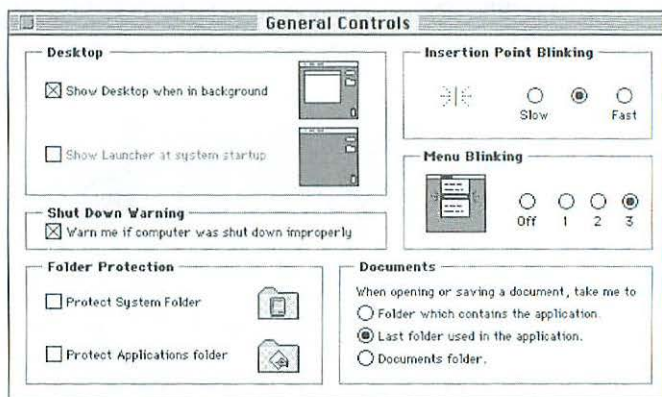 General Controls
Desktop
Show Desktop when in background
Show Launcher at system startup
Shut Down Warning
Warn me if computer was shut down improperly
Folder Protection
Protect System Folder
Protect Applications folder
Insertion Point Blinking
Slow Fast
Menu Blinking
Off 1 2 3
Documents
When opening or saving a document, take me to
Folder which contains the application.
Last folder used in the application.
Documents folder.